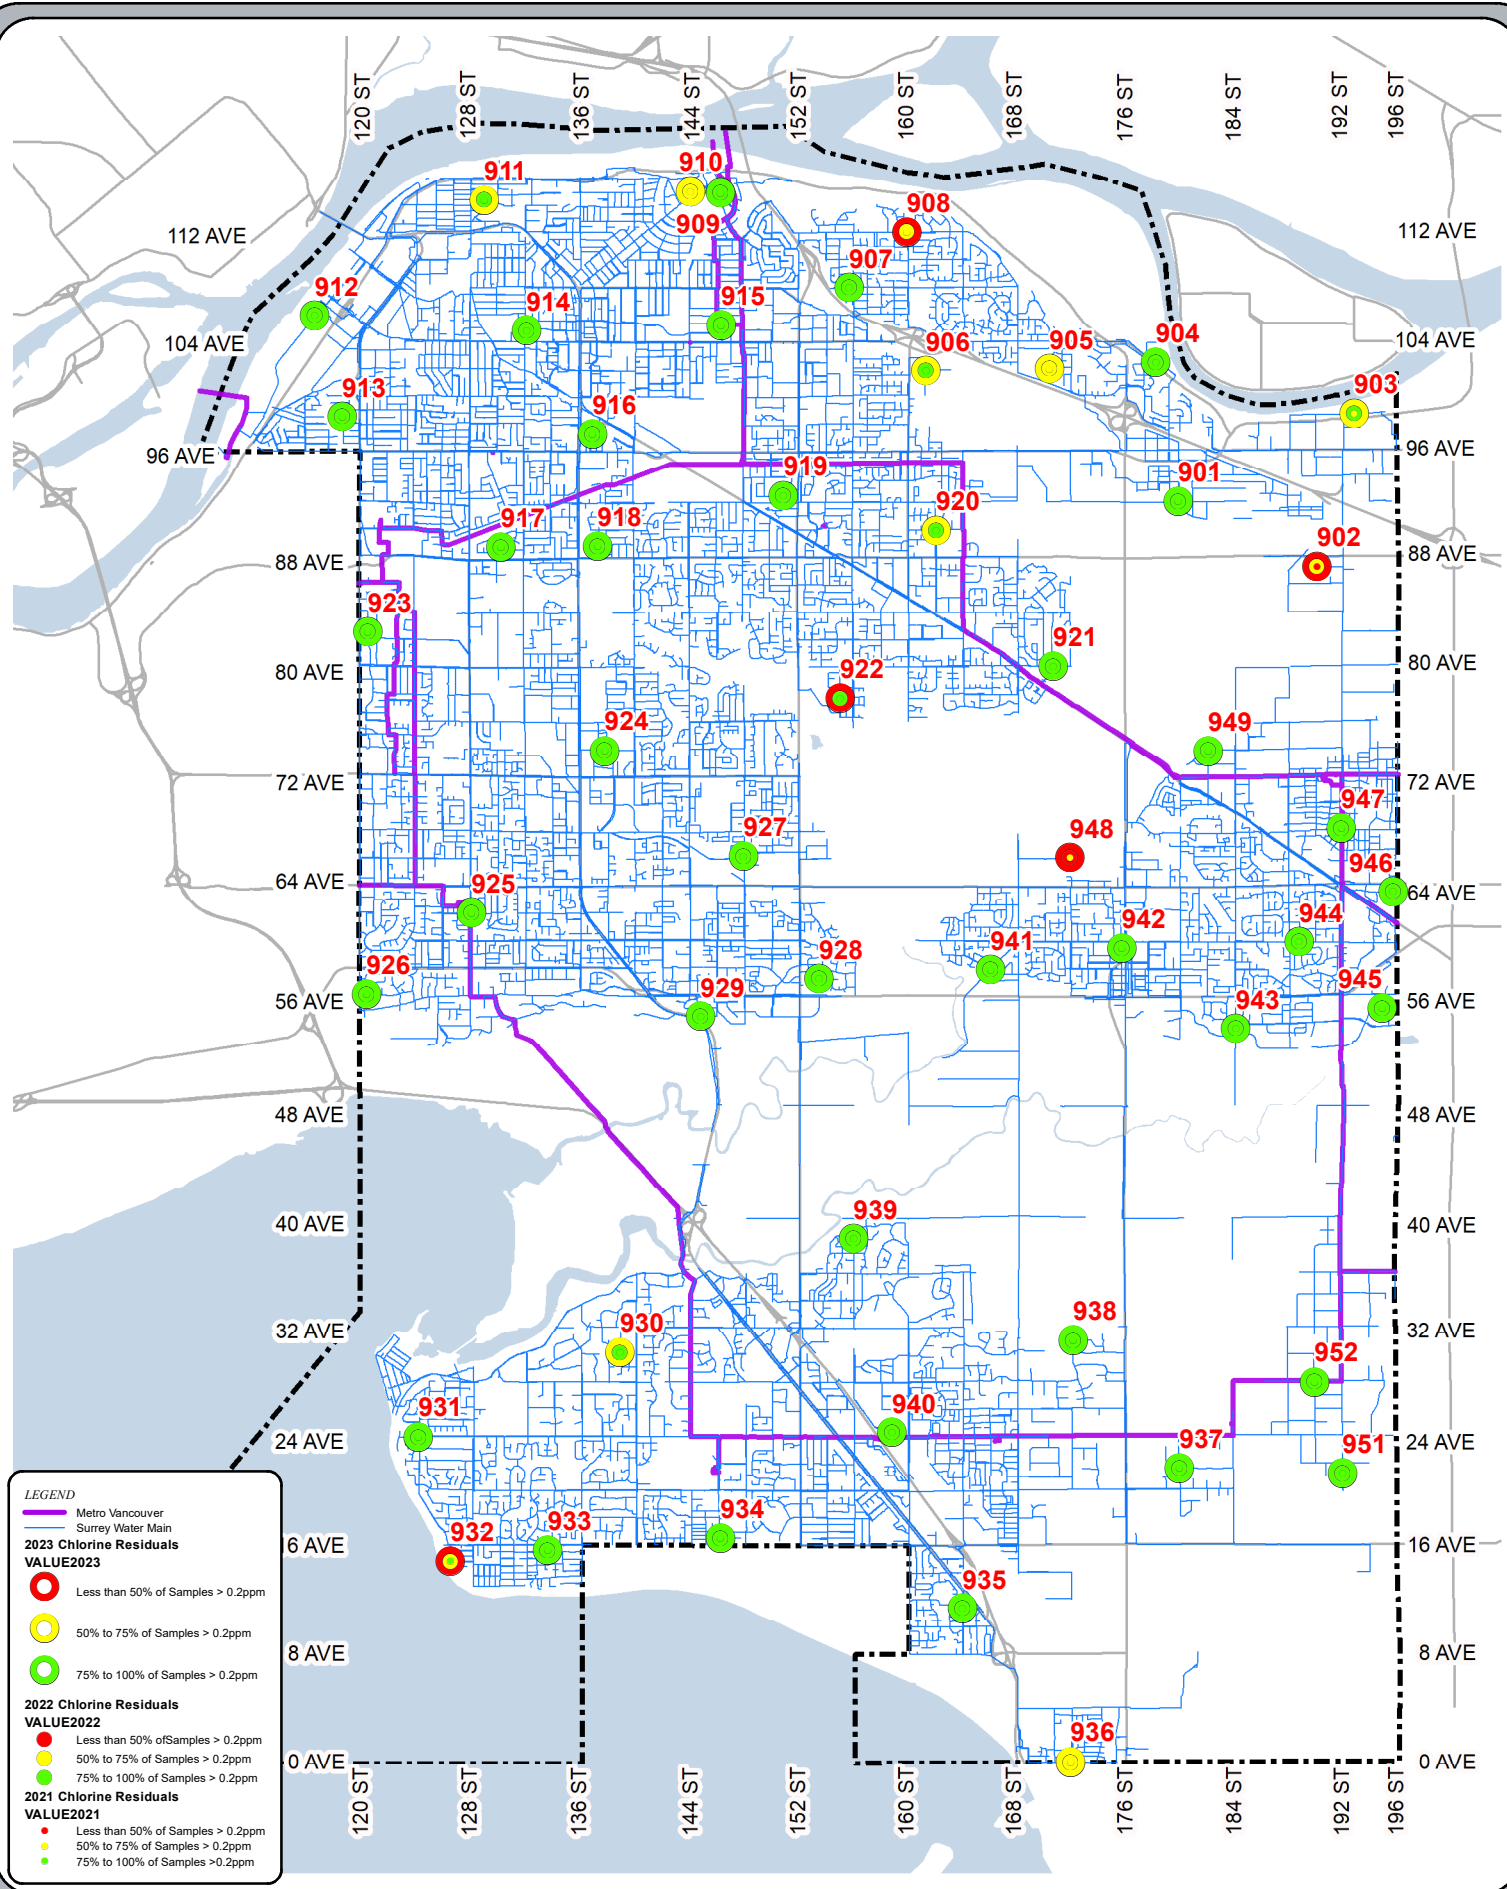 120 ST
128 ST
136 ST
144 ST
152 ST
160 ST
168 ST
176 ST
184 ST
192 ST
196 ST
911
910
909
908
112 AVE
112 AVE
907
912
914
915
104 AVE
906
905
904
104 AVE
903
913
916
96 AVE
96 AVE
919
901
920
917
918
902
88 AVE
88 AVE
923
921
80 AVE
80 AVE
922
924
949
72 AVE
72 AVE
947
927
948
946
64 AVE
64 AVE
925
944
942
941
928
926
945
929
943
56 AVE
56 AVE
48 AVE
48 AVE
939
40 AVE
40 AVE
938
930
32 AVE
32 AVE
952
931
940
24 AVE
24 AVE
937
951
934
933
932
6 AVE
16 AVE
935
8 AVE
8 AVE
936
0 AVE
0 AVE
120 ST
128 ST
136 ST
144 ST
152 ST
160 ST
168 ST
176 ST
184 ST
192 ST
196 ST
LEGEND
Metro Vancouver
Surrey Water Main
2023 Chlorine Residuals
VALUE2023
Less than 50% of Samples > 0.2ppm
50% to 75% of Samples > 0.2ppm
75% to 100% of Samples > 0.2ppm
2022 Chlorine Residuals
VALUE2022
Less than 50% ofSamples > 0.2ppm
50% to 75% of Samples > 0.2ppm
75% to 100% of Samples > 0.2ppm
2021 Chlorine Residuals
VALUE2021
Less than 50% of Samples > 0.2ppm
50% to 75% of Samples > 0.2ppm
75% to 100% of Samples >0.2ppm